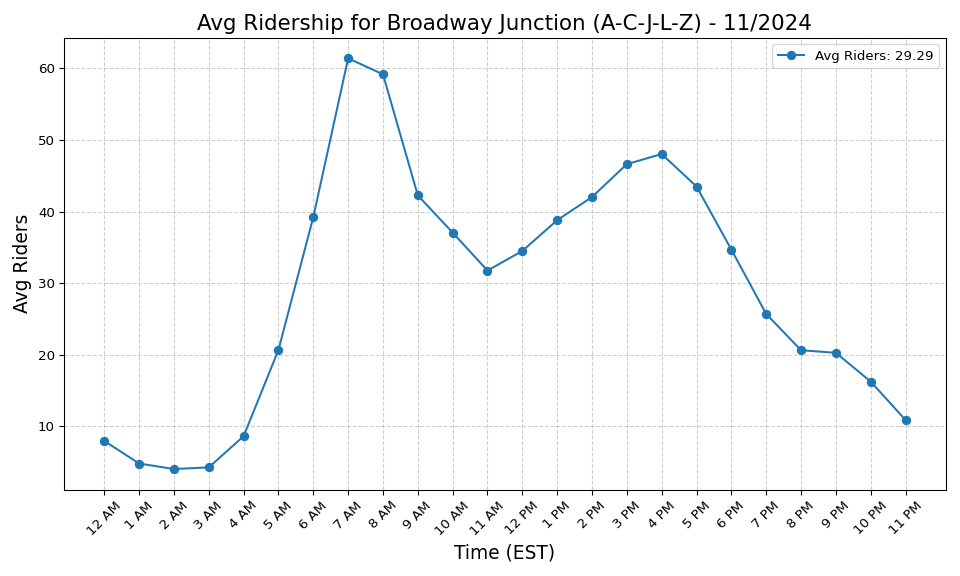 Avg Ridership for Broadway Junction (A-C-J-L-Z) - 11/2024
Avg Riders: 29.29
Avg Riders
60
50
40
30
20
10
12 AM
1 AM
2 AM
3 AM
4 AM
5 AM
6 AM
7 AM
8 AM
9 AM
10 AM
11 AM
12 PM
1 PM
2 PM
3 PM
4 PM
5 PM
6 PM
7 PM
8 PM
9 PM
10 PM
11 PM
Time (EST)